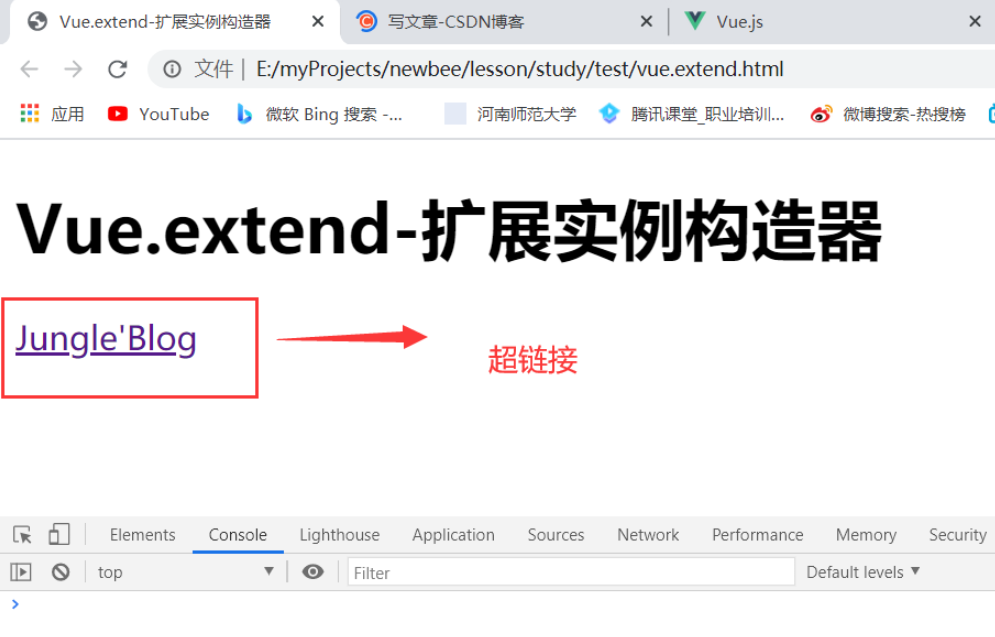 Vue.extend-扩展实例构造器 写文章-CSDN博客 Vue.js
文件 | E:/myProjects/newbee/lesson/study/test/vue.extend.html
应用 YouTube 微软 Bing 搜索 -... 河南师范大学 腾讯课堂_职业培训... 微博搜索-热搜榜
Vue.extend-扩展实例构造器
Jungle'Blog
超链接
Elements Console Lighthouse Application Sources Network Performance Memory Security
top Filter Default levels